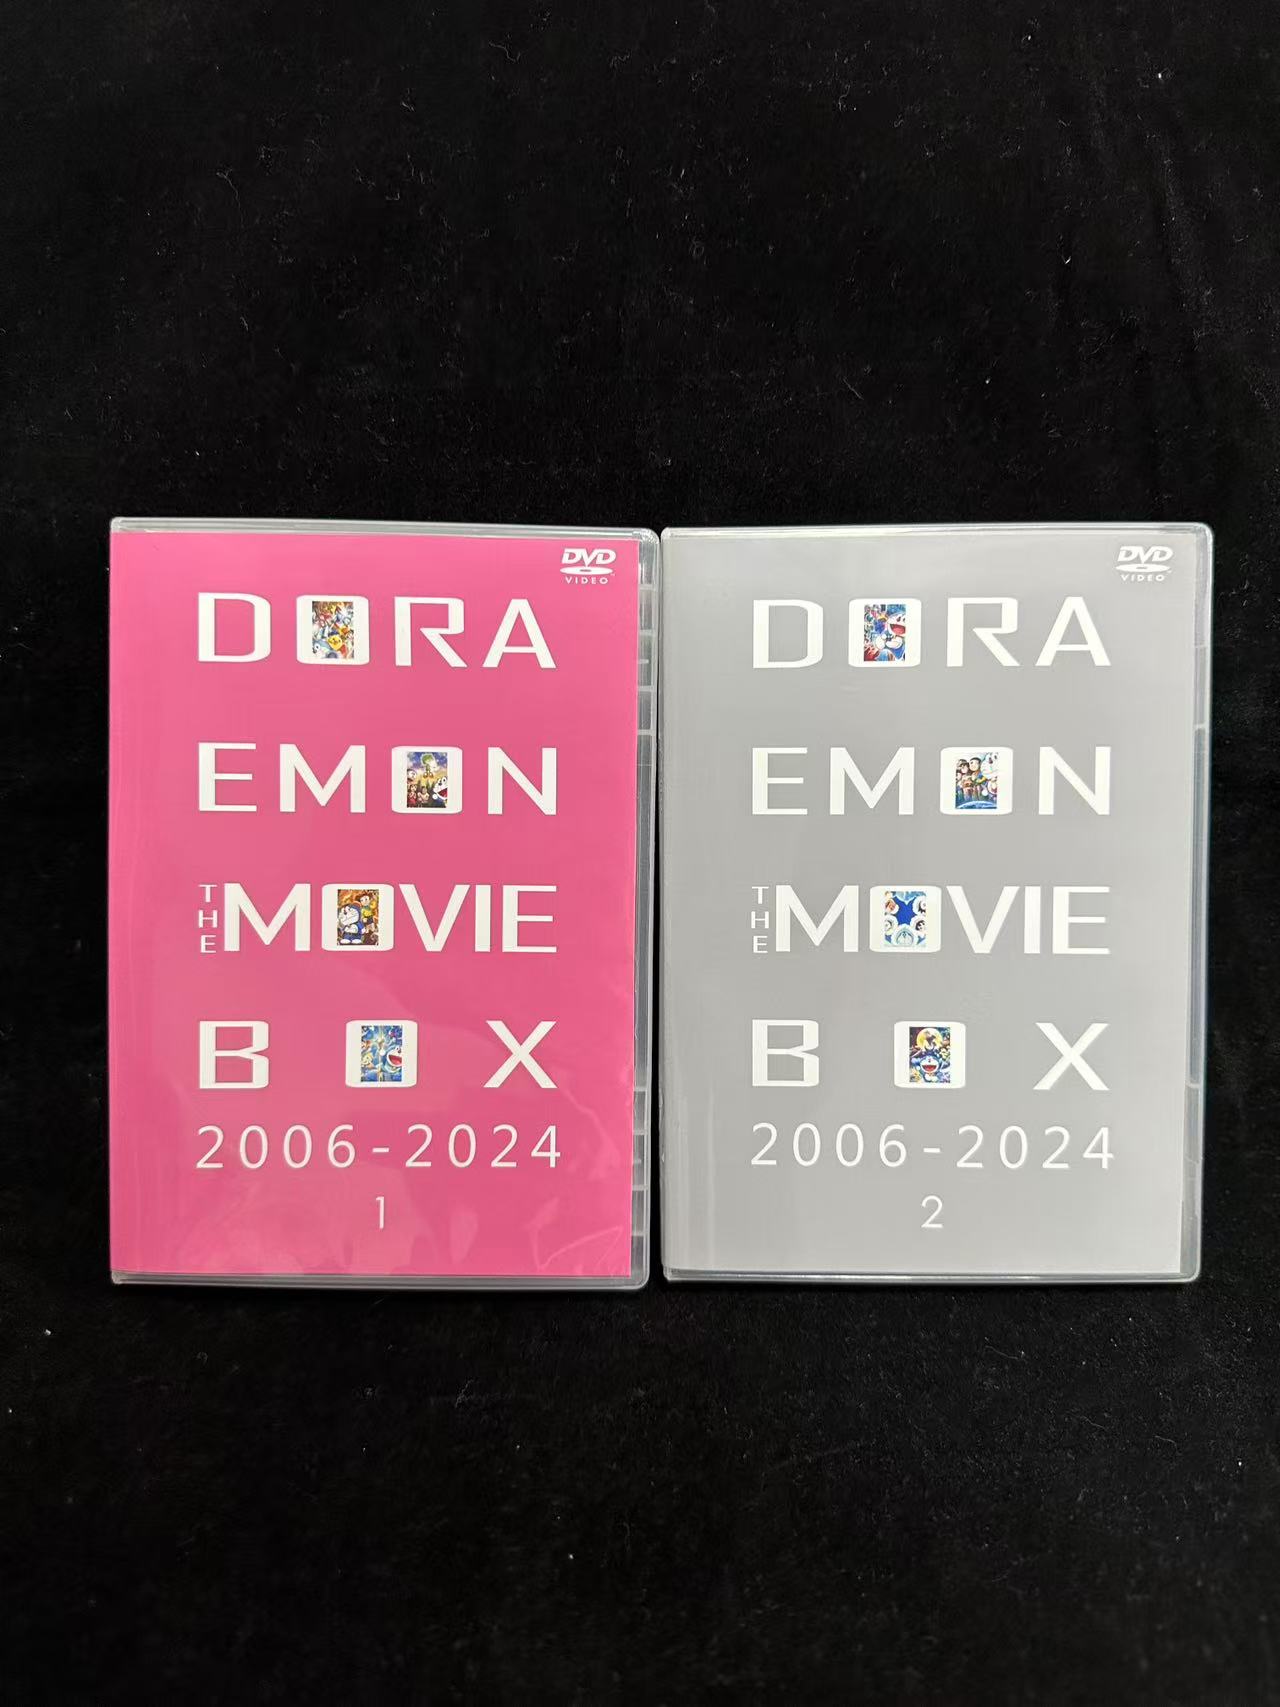 DVD
VIDEO
DORA
EMON
THE MOVIE
BOX
2006-2024
1
DVD
VIDEO
DORA
EMON
THE MOVIE
BOX
2006-2024
2